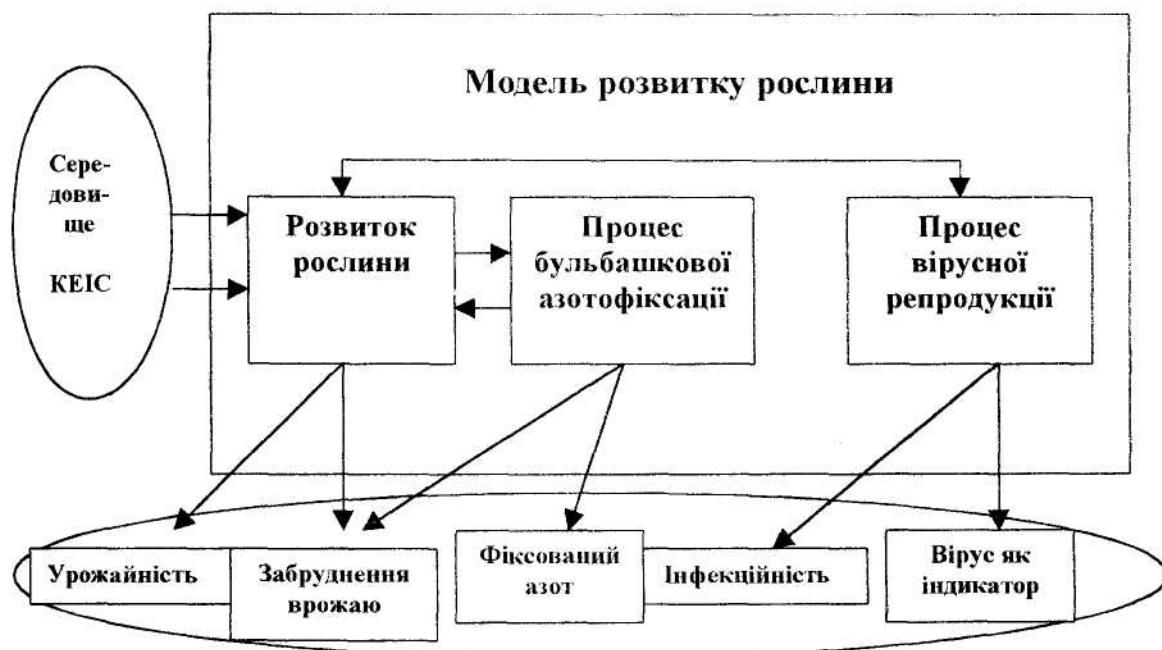 Модель розвитку рослини
Сере-
дови-
ще
КЕІС
Розвиток
рослини
Процес
бульбашкової
азотофіксації
Процес
вірусної
репродукції
Урожайність
Забруднення
врожаю
Фіксований
азот
Інфекційність
Вірус як
індикатор